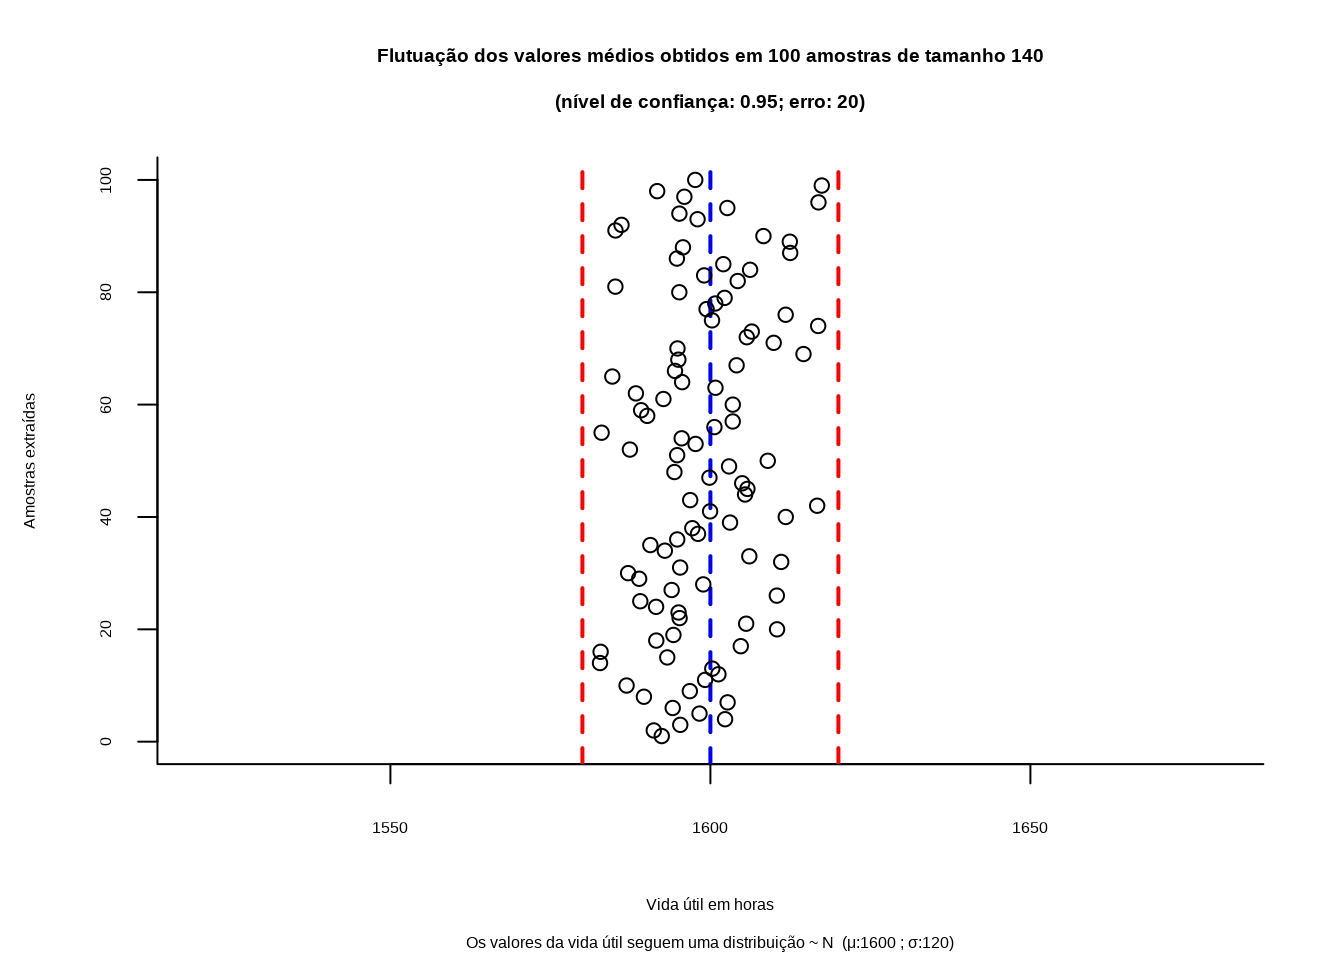 Flutuação dos valores médios obtidos em 100 amostras de tamanho 140
(nível de confiança: 0.95; erro: 20)
Amostras extraídas
100
80
60
40
20
0
1550 1600 1650
Vida útil em horas
Os valores da vida útil seguem uma distribuição ~ N  (μ:1600 ; σ:120)